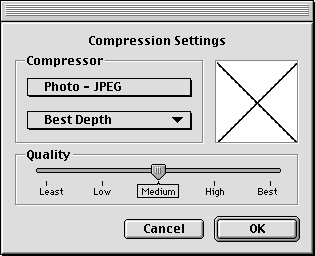 Compression Settings
Compressor
Photo - JPEG
Best Depth
Quality
Least Low Medium High Best
Cancel OK